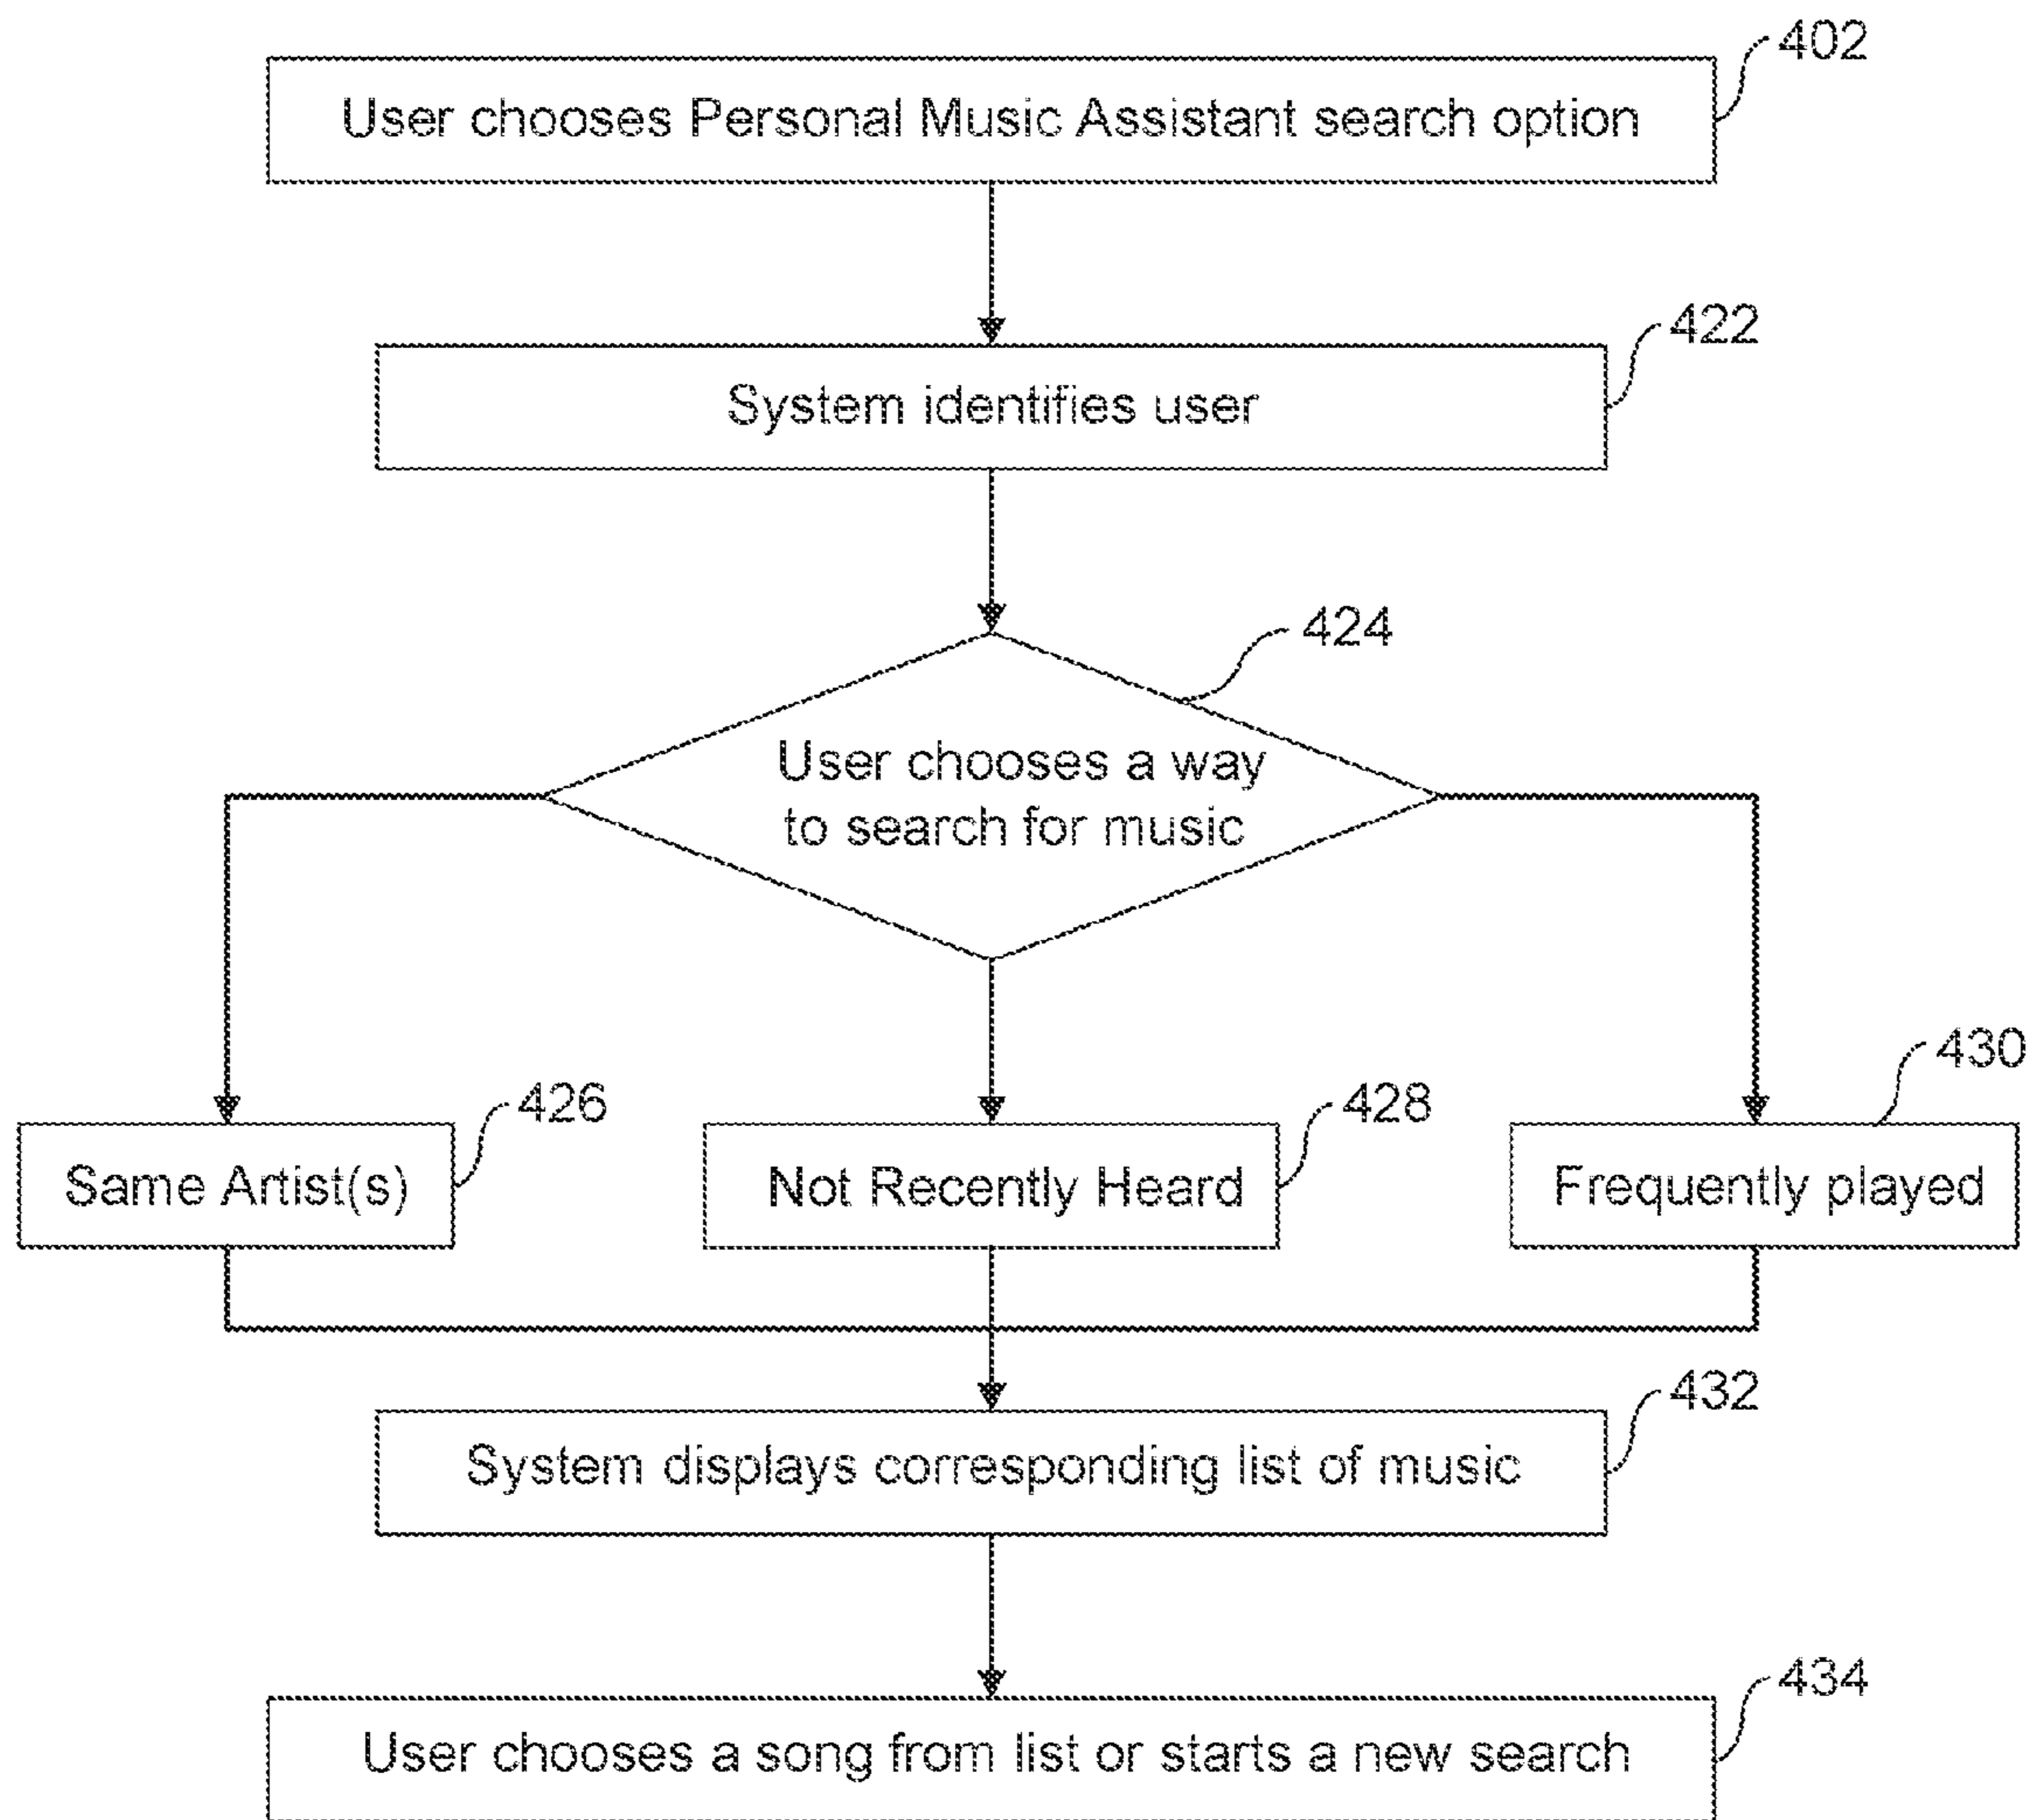 402
User chooses Personal Music Assistant search option
422
System identifies user
424
User chooses a way
to search for music
430
426
428
Same Artist(s)
Not Recently Heard
Frequently played
432
System displays corresponding list of music
434
User chooses a song from list or starts a new search